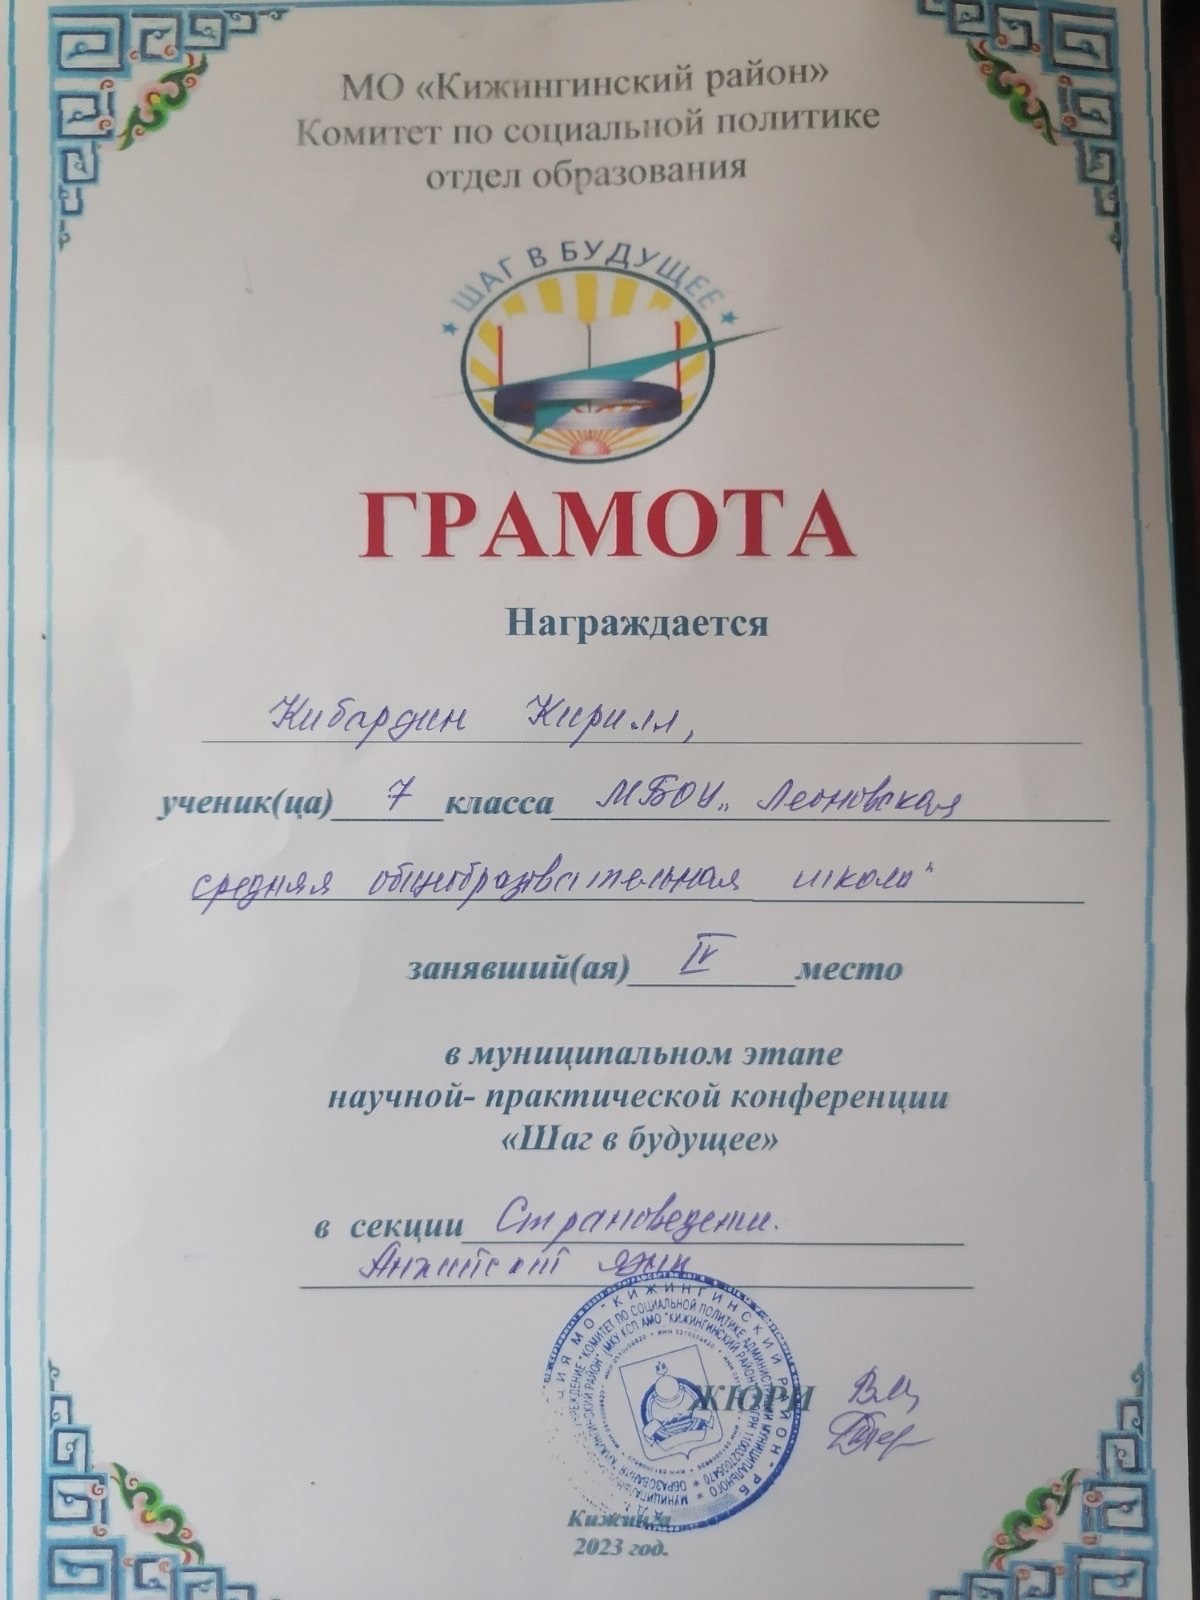 МО «Кижингинский район»
Комитет по социальной политике
отдел образования
ШАГ В БУДУЩЕЕ
ГРАМОТА
Награждается
Кибардин Кирилл,
ученик(ца) 7 класса МБОУ „Леоновская
средняя общеобразовательная школа"
занявший(ая) IV место
в муниципальном этапе
научной- практической конференции
«Шаг в будущее»
в секции Страноведение.
Английский язык
ЖЮРИ
Кижинга
2023 год.